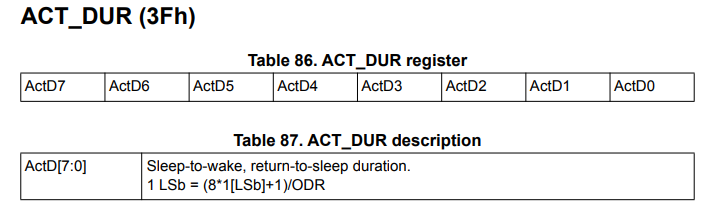 ACT_DUR (3Fh)
Table 86. ACT_DUR register
ActD7 ActD6 ActD5 ActD4 ActD3 ActD2 ActD1 ActD0
Table 87. ACT_DUR description
ActD[7:0] Sleep-to-wake, return-to-sleep duration.
1 LSb = (8*1[LSb]+1)/ODR